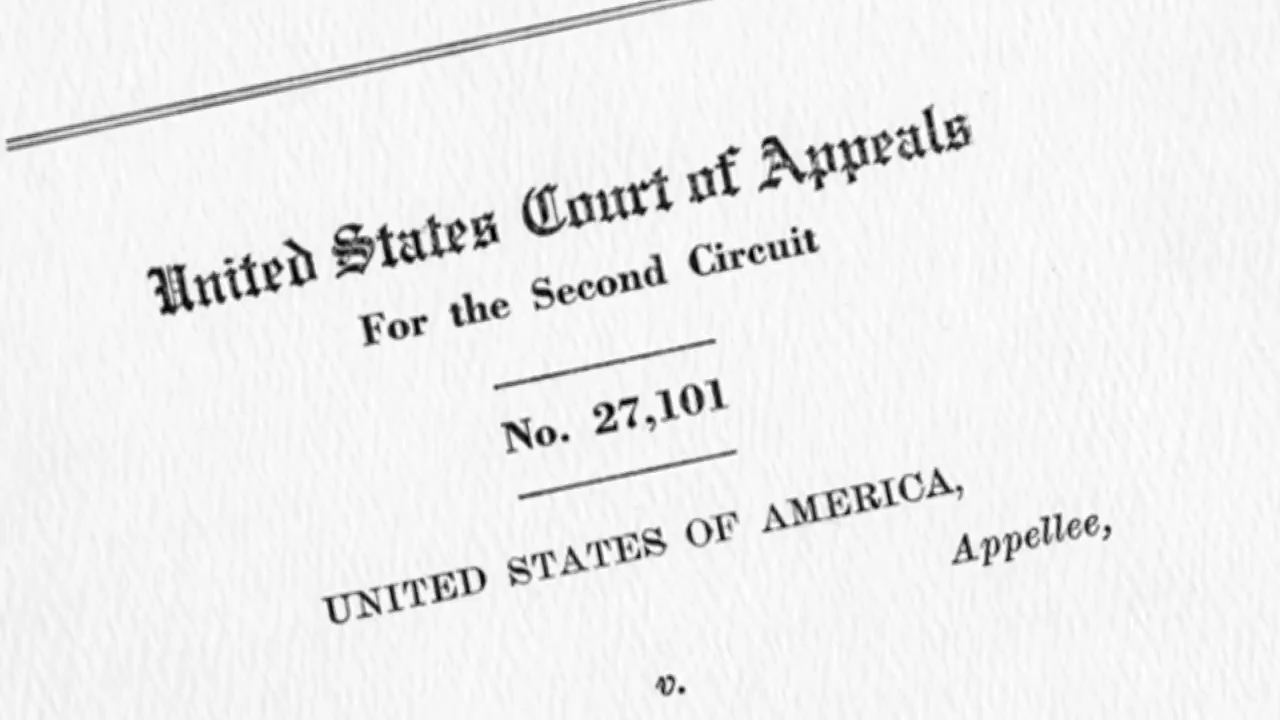 United States Court of Appeals
For the Second Circuit
No. 27,101
UNITED STATES OF AMERICA,
Appellee,
v.